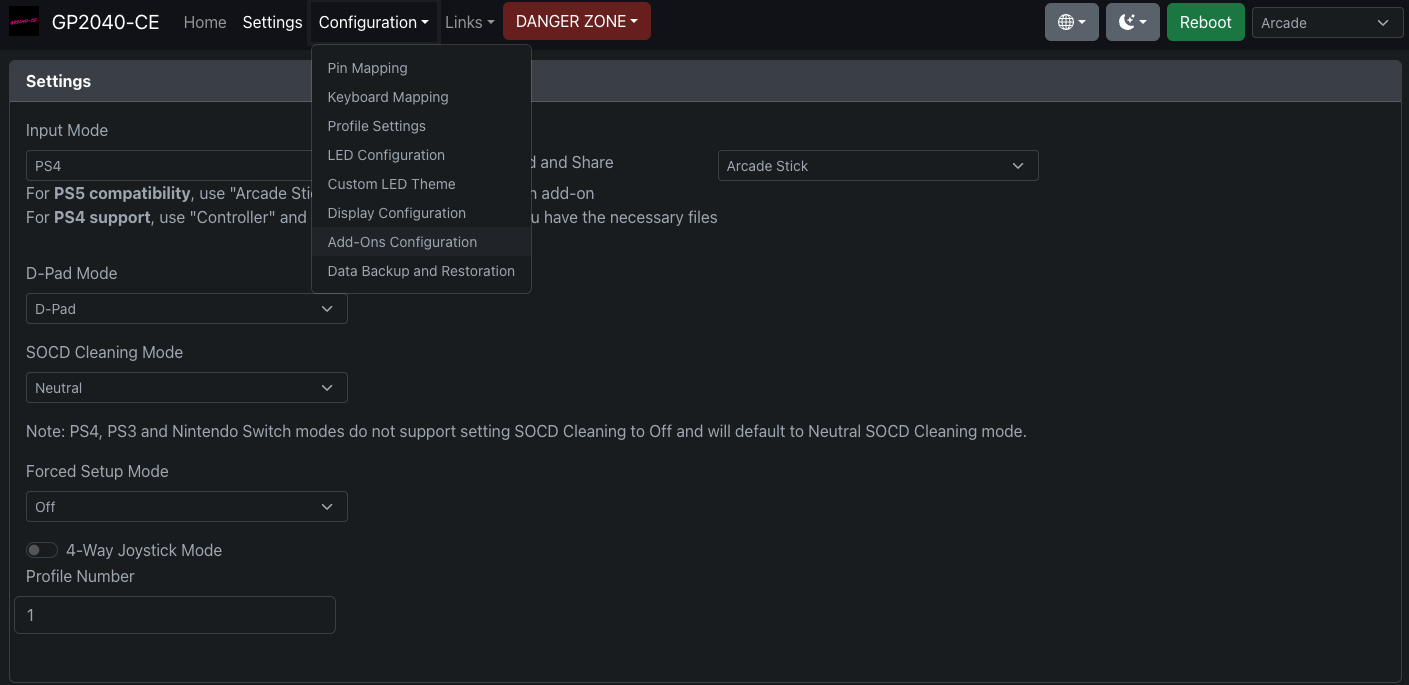 GP2040-CE Home Settings Configuration Links DANGER ZONE Reboot Arcade
Pin Mapping
Keyboard Mapping
Profile Settings
LED Configuration
Custom LED Theme
Display Configuration
Add-Ons Configuration
Data Backup and Restoration
Settings
Input Mode
PS4 and Share Arcade Stick
For PS5 compatibility, use "Arcade add-on
For PS4 support, use "Controller" and have the necessary files
D-Pad Mode
D-Pad
SOCD Cleaning Mode
Neutral
Note: PS4, PS3 and Nintendo Switch modes do not support setting SOCD Cleaning to Off and will default to Neutral SOCD Cleaning mode.
Forced Setup Mode
Off
4-Way Joystick Mode
Profile Number
1